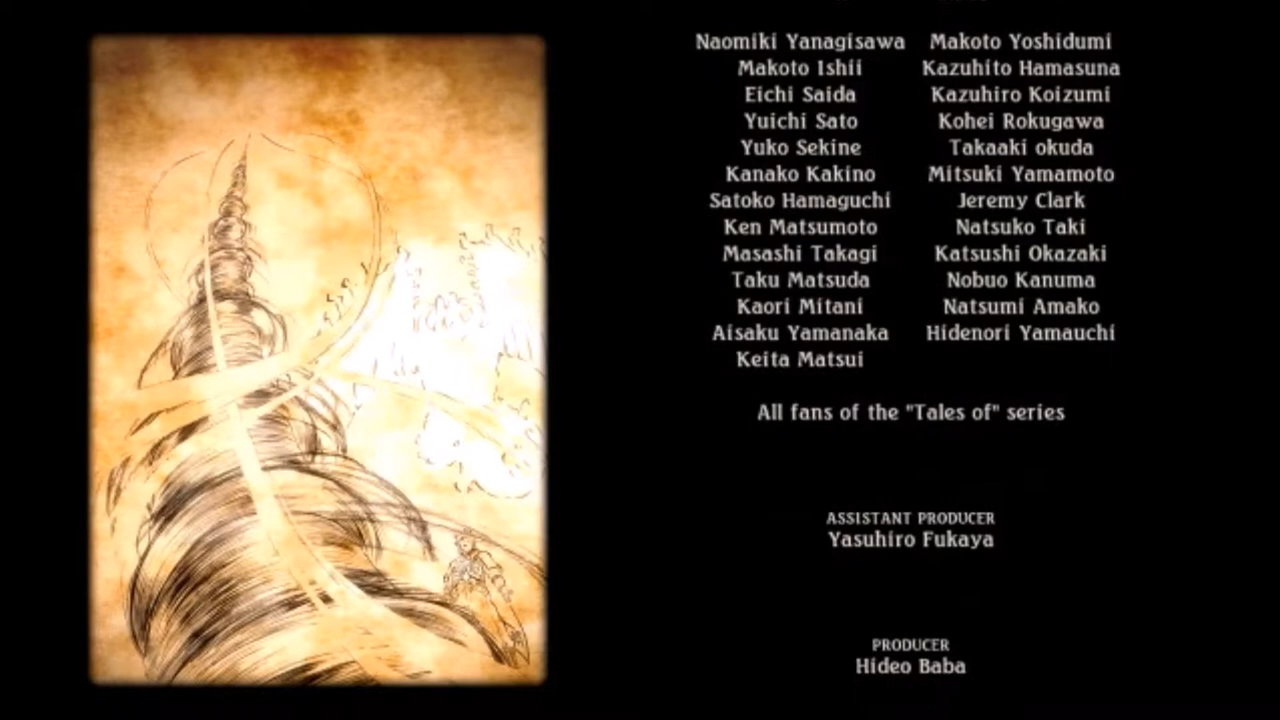 Naomiki Yanagisawa Makoto Yoshidumi
Makoto Ishii Kazuhito Hamasuna
Eichi Saida Kazuhiro Koizumi
Yuichi Sato Kohei Rokugawa
Yuko Sekine Takaaki okuda
Kanako Kakino Mitsuki Yamamoto
Satoko Hamaguchi Jeremy Clark
Ken Matsumoto Natsuko Taki
Masashi Takagi Katsushi Okazaki
Taku Matsuda Nobuo Kanuma
Kaori Mitani Natsumi Amako
Aisaku Yamanaka Hidenori Yamauchi
Keita Matsui
All fans of the "Tales of" series
ASSISTANT PRODUCER
Yasuhiro Fukaya
PRODUCER
Hideo Baba